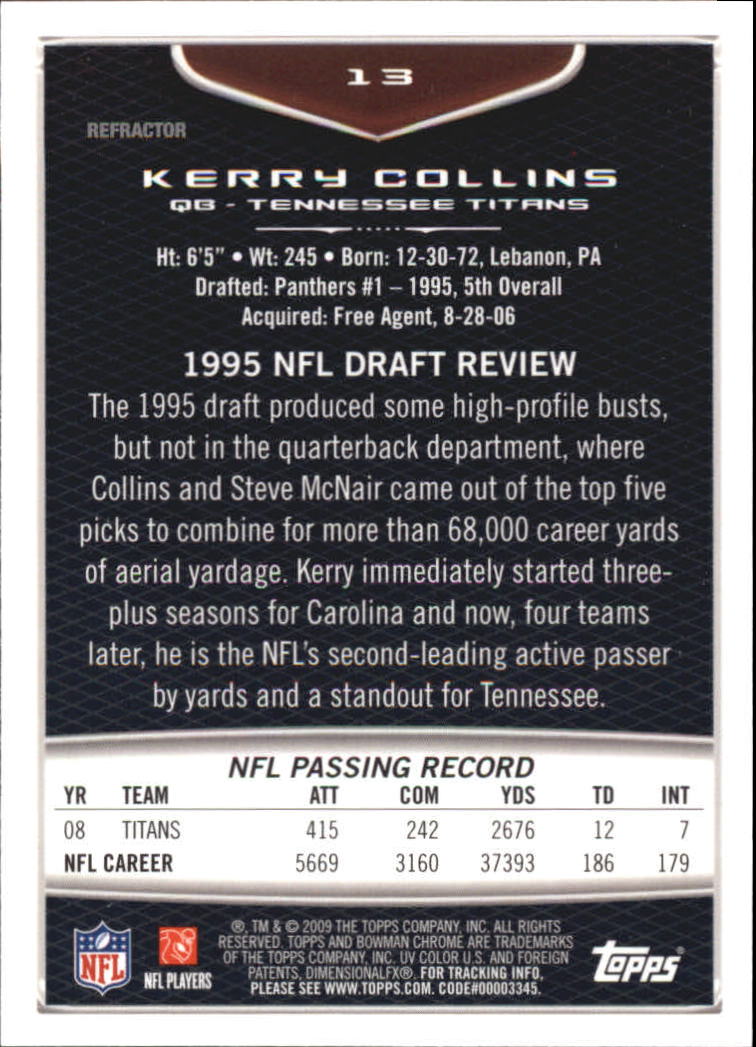 13
REFRACTOR
KERRY COLLINS
QB - TENNESSEE TITANS
Ht: 6'5" • Wt: 245 • Born: 12-30-72, Lebanon, PA
Drafted: Panthers #1 – 1995, 5th Overall
Acquired: Free Agent, 8-28-06
1995 NFL DRAFT REVIEW
The 1995 draft produced some high-profile busts,
but not in the quarterback department, where
Collins and Steve McNair came out of the top five
picks to combine for more than 68,000 career yards
of aerial yardage. Kerry immediately started three-
plus seasons for Carolina and now, four teams
later, he is the NFL's second-leading active passer
by yards and a standout for Tennessee.
NFL PASSING RECORD
YR TEAM ATT COM YDS TD INT
08 TITANS 415 242 2676 12 7
NFL CAREER 5669 3160 37393 186 179
®, TM & © 2009 THE TOPPS COMPANY, INC. ALL RIGHTS
RESERVED. TOPPS AND BOWMAN CHROME ARE TRADEMARKS
OF THE TOPPS COMPANY, INC. UV COLOR U.S. AND FOREIGN
PATENTS, DIMENSIONALFX®. FOR TRACKING INFO,
PLEASE SEE WWW.TOPPS.COM. CODE#00003345.
NFL
NFL PLAYERS
Topps®